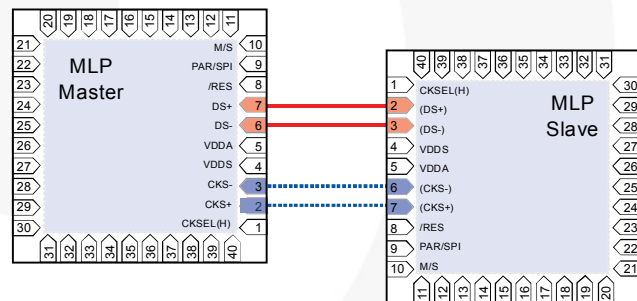 20 19 18 17 16 15 14 13 12 11
21 M/S 10
22 PAR/SPI 9
23 /RES 8
24 DS+ 7
25 DS- 6
26 VDDA 5
27 VDDS 4
28 CKS- 3
29 CKS+ 2
30 CKSEL(H) 1
MLP
Master
31 32 33 34 35 36 37 38 39 40
40 39 38 37 36 35 34 33 32 31
1 CKSEL(H) 30
2 (DS+) 29
3 (DS-) 28
4 VDDS 27
5 VDDA 26
6 (CKS-) 25
7 (CKS+) 24
8 /RES 23
9 PAR/SPI 22
10 M/S 21
MLP
Slave
11 12 13 14 15 16 17 18 19 20